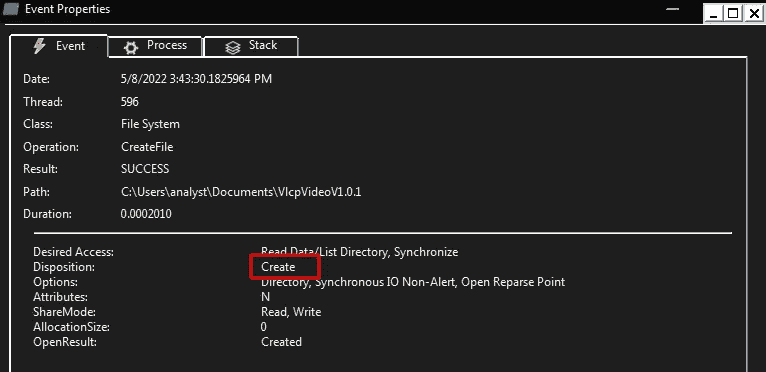 Event Properties
Event Process Stack
Date: 5/8/2022 3:43:30.1825964 PM
Thread: 596
Class: File System
Operation: CreateFile
Result: SUCCESS
Path: C:\Users\analyst\Documents\VlcpVideoV1.0.1
Duration: 0.0002010
Desired Access: Read Data/List Directory, Synchronize
Disposition: Create
Options: Directory, Synchronous IO Non-Alert, Open Reparse Point
Attributes: N
ShareMode: Read, Write
AllocationSize: 0
OpenResult: Created